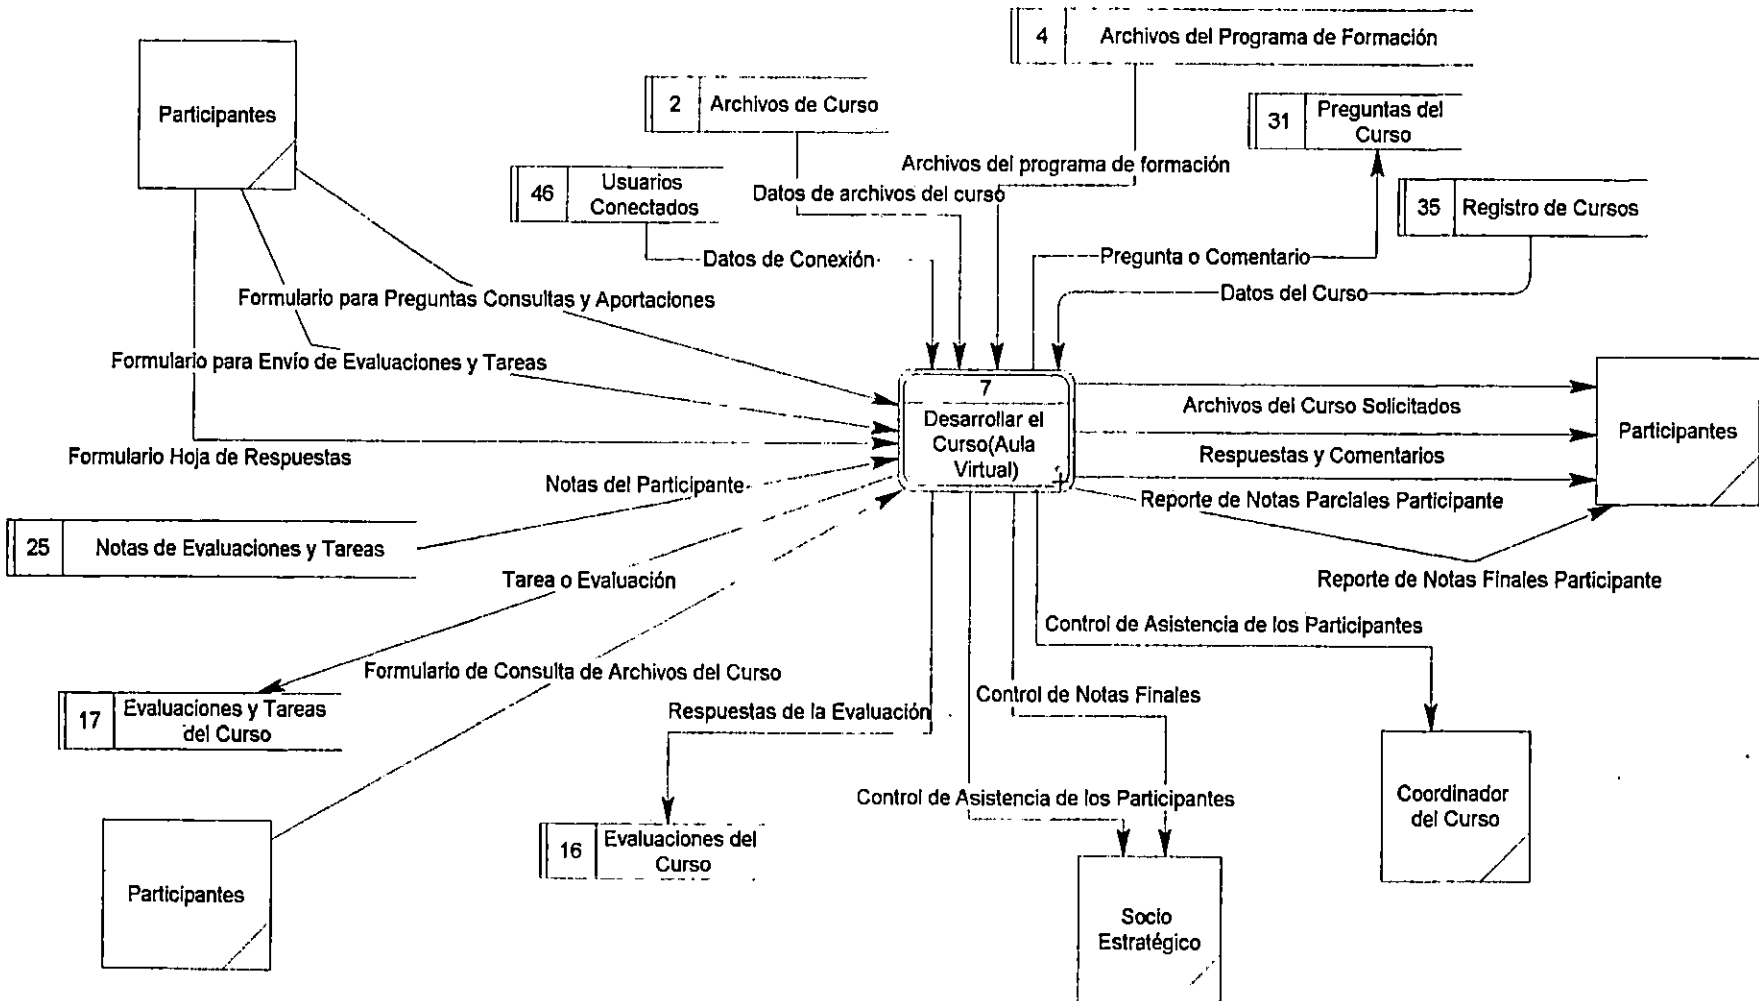 4 Archivos del Programa de Formación
2 Archivos de Curso
31 Preguntas del
Curso
Participantes
Archivos del programa de formación
46 Usuarios
Conectados
Datos de archivos del curso
35 Registro de Cursos
Datos de Conexión
Pregunta o Comentario
Datos del Curso
Formulario para Preguntas Consultas y Aportaciones
Formulario para Envío de Evaluaciones y Tareas
7
Desarrollar el
Curso(Aula
Virtual)
Archivos del Curso Solicitados
Participantes
Respuestas y Comentarios
Formulario Hoja de Respuestas
Notas del Participante
Reporte de Notas Parciales Participante
25 Notas de Evaluaciones y Tareas
Tarea o Evaluación
Reporte de Notas Finales Participante
Control de Asistencia de los Participantes
Formulario de Consulta de Archivos del Curso
Control de Notas Finales
17 Evaluaciones y Tareas
del Curso
Respuestas de la Evaluación
Control de Asistencia de los Participantes
Coordinador
del Curso
16 Evaluaciones del
Curso
Participantes
Socio
Estratégico